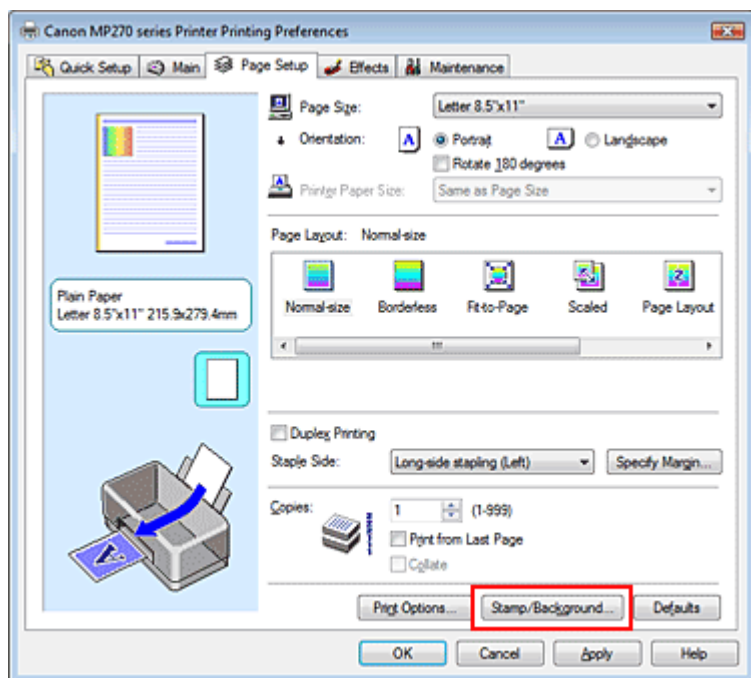 Canon MP270 series Printer Printing Preferences
Quick Setup Main Page Setup Effects Maintenance
Page Size: Letter 8.5"x11"
Orientation: A Portrait A Landscape
Rotate 180 degrees
Printer Paper Size: Same as Page Size
Page Layout: Normal-size
Normal-size Borderless Fit-to-Page Scaled Page Layout
Plain Paper
Letter 8.5"x11" 215.9x279.4mm
Duplex Printing
Staple Side: Long-side stapling (Left) Specify Margin...
Copies: 1 (1-999)
Print from Last Page
Collate
Print Options... Stamp/Background... Defaults
OK Cancel Apply Help